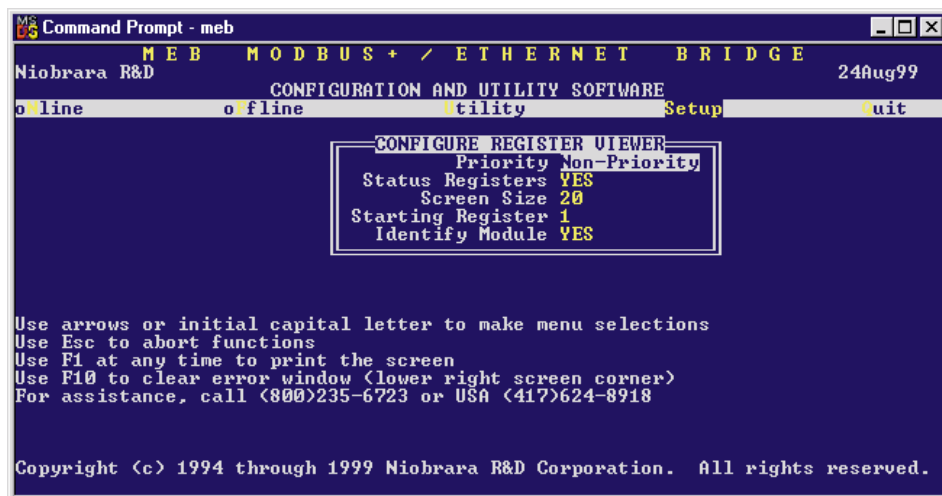 Command Prompt - meb
M E B   M O D B U S + / E T H E R N E T   B R I D G E
Niobrara R&D   24Aug99
CONFIGURATION AND UTILITY SOFTWARE
oNline   oFfline   Utility   Setup   Quit
CONFIGURE REGISTER VIEWER
Priority Non-Priority
Status Registers YES
Screen Size 20
Starting Register 1
Identify Module YES
Use arrows or initial capital letter to make menu selections
Use Esc to abort functions
Use F1 at any time to print the screen
Use F10 to clear error window (lower right screen corner)
For assistance, call (800)235-6723 or USA (417)624-8918
Copyright (c) 1994 through 1999 Niobrara R&D Corporation.  All rights reserved.